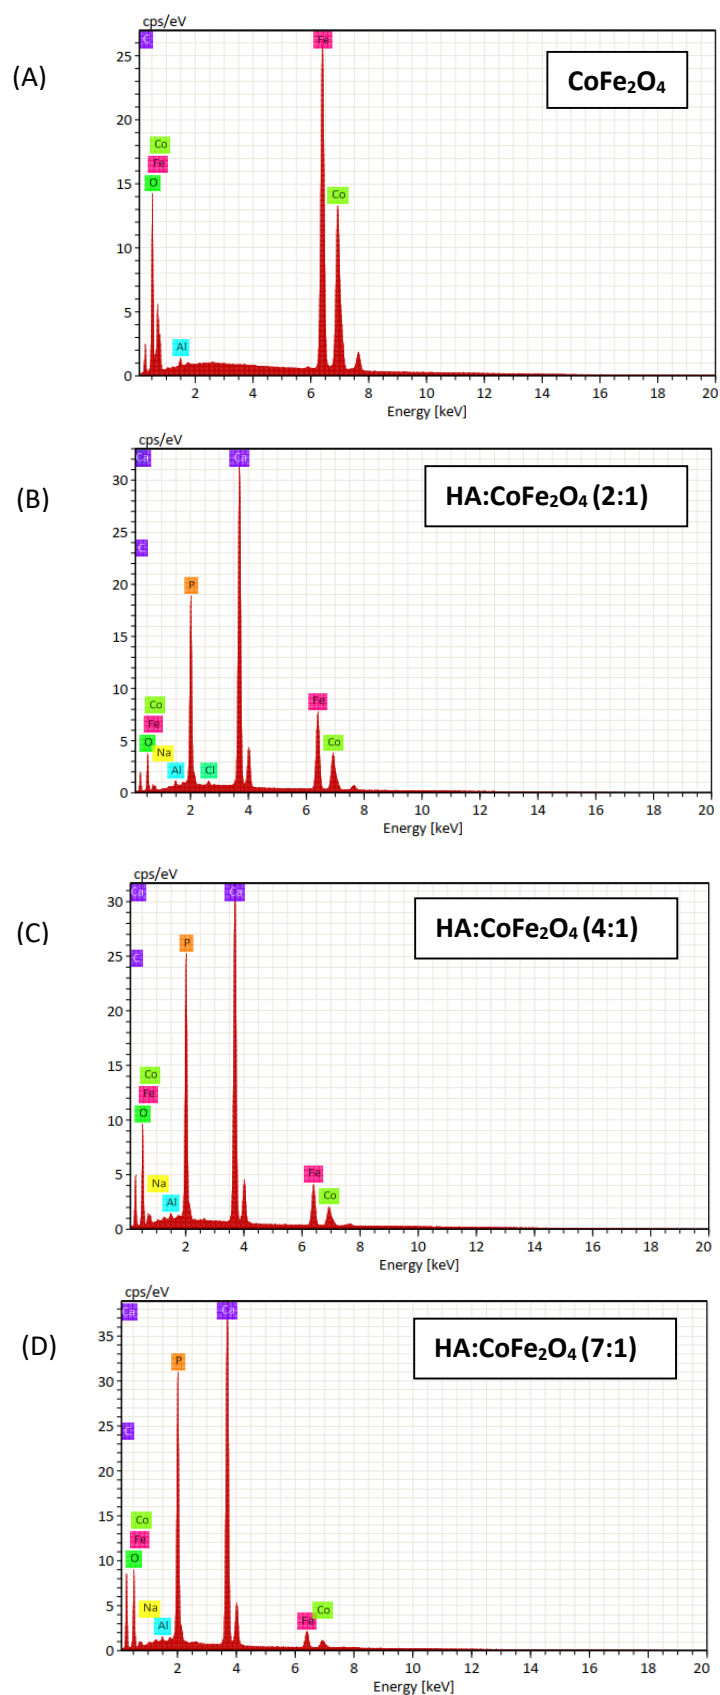 cps/eV
(A)
CoFe₂O₄
C
Fe
25
20
Co
Fe
O
15
Co
10
5
Al
0
2 4 6 8 10 12 14 16 18 20
Energy [keV]
cps/eV
(B)
HA:CoFe₂O₄ (2:1)
Ca
Ca
30
C
25
P
20
15
10
Co
Fe
Fe
O
Na
Co
5
Al
Cl
0
2 4 6 8 10 12 14 16 18 20
Energy [keV]
cps/eV
(C)
HA:CoFe₂O₄ (4:1)
Ca
Ca
30
P
C
25
20
15
Co
Fe
O
10
Na
Fe
5
Al
Co
0
2 4 6 8 10 12 14 16 18 20
Energy [keV]
cps/eV
(D)
HA:CoFe₂O₄ (7:1)
Ca
Ca
35
P
30
C
25
20
15
Co
Fe
O
10
Na
Co
5
Al
Fe
0
2 4 6 8 10 12 14 16 18 20
Energy [keV]